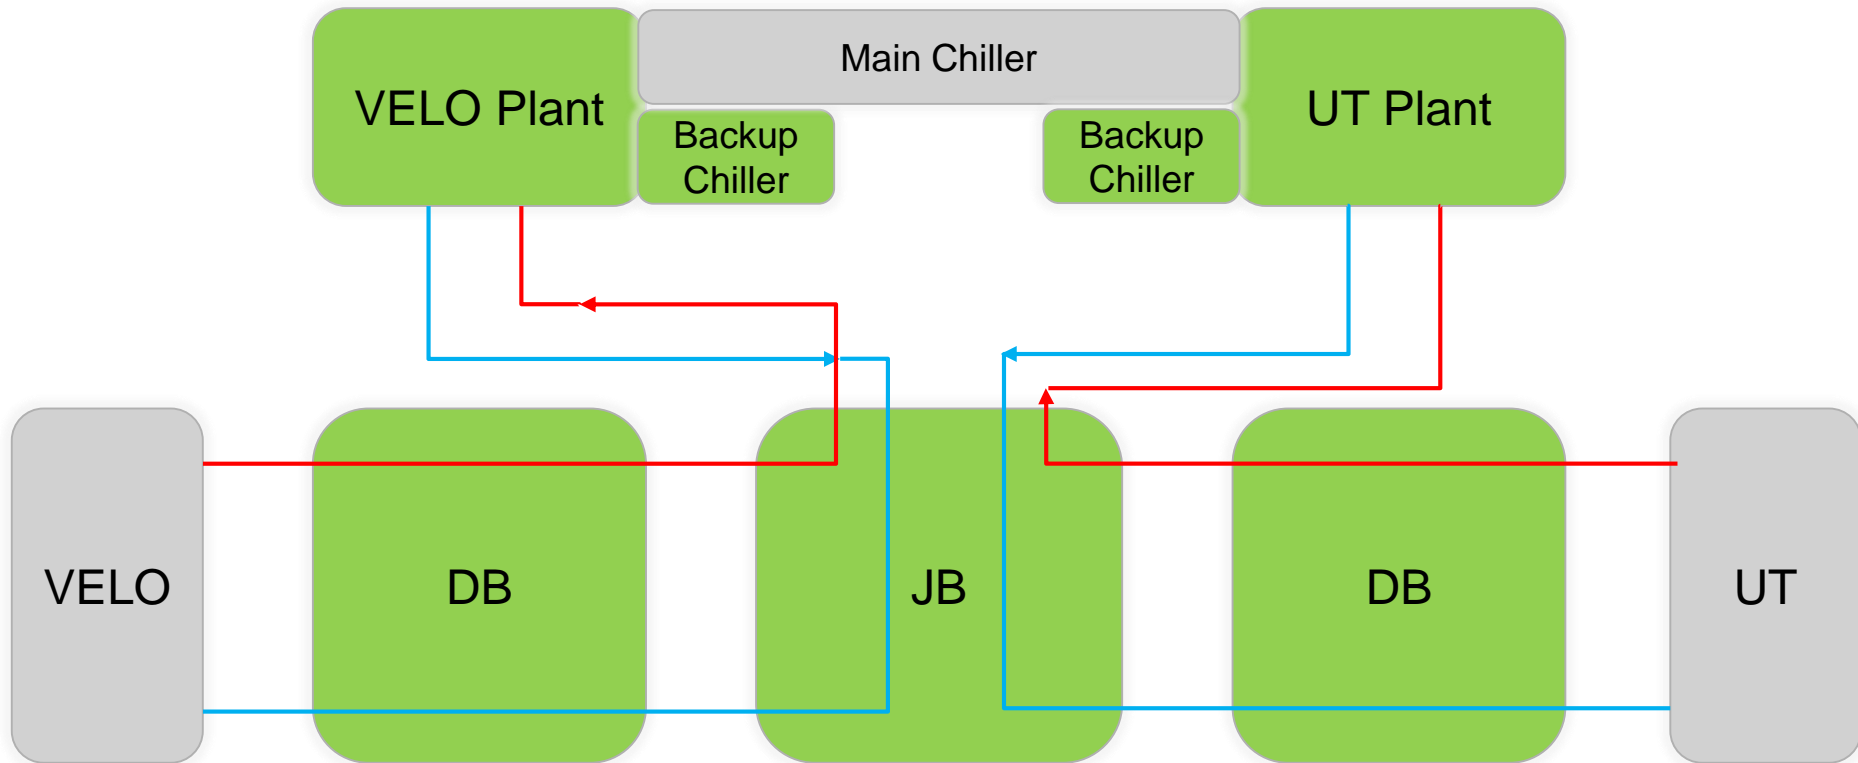 Main Chiller
VELO Plant
UT Plant
Backup
Chiller
Backup
Chiller
VELO
DB
JB
DB
UT